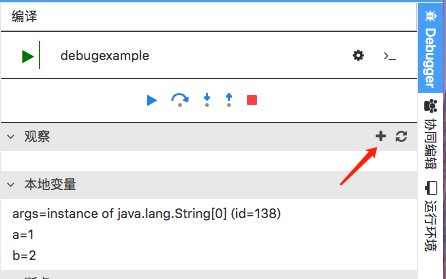 编译
debugexample
观察
本地变量
args=instance of java.lang.String[0] (id=138)
a=1
b=2
Debugger
协同编辑
运行环境